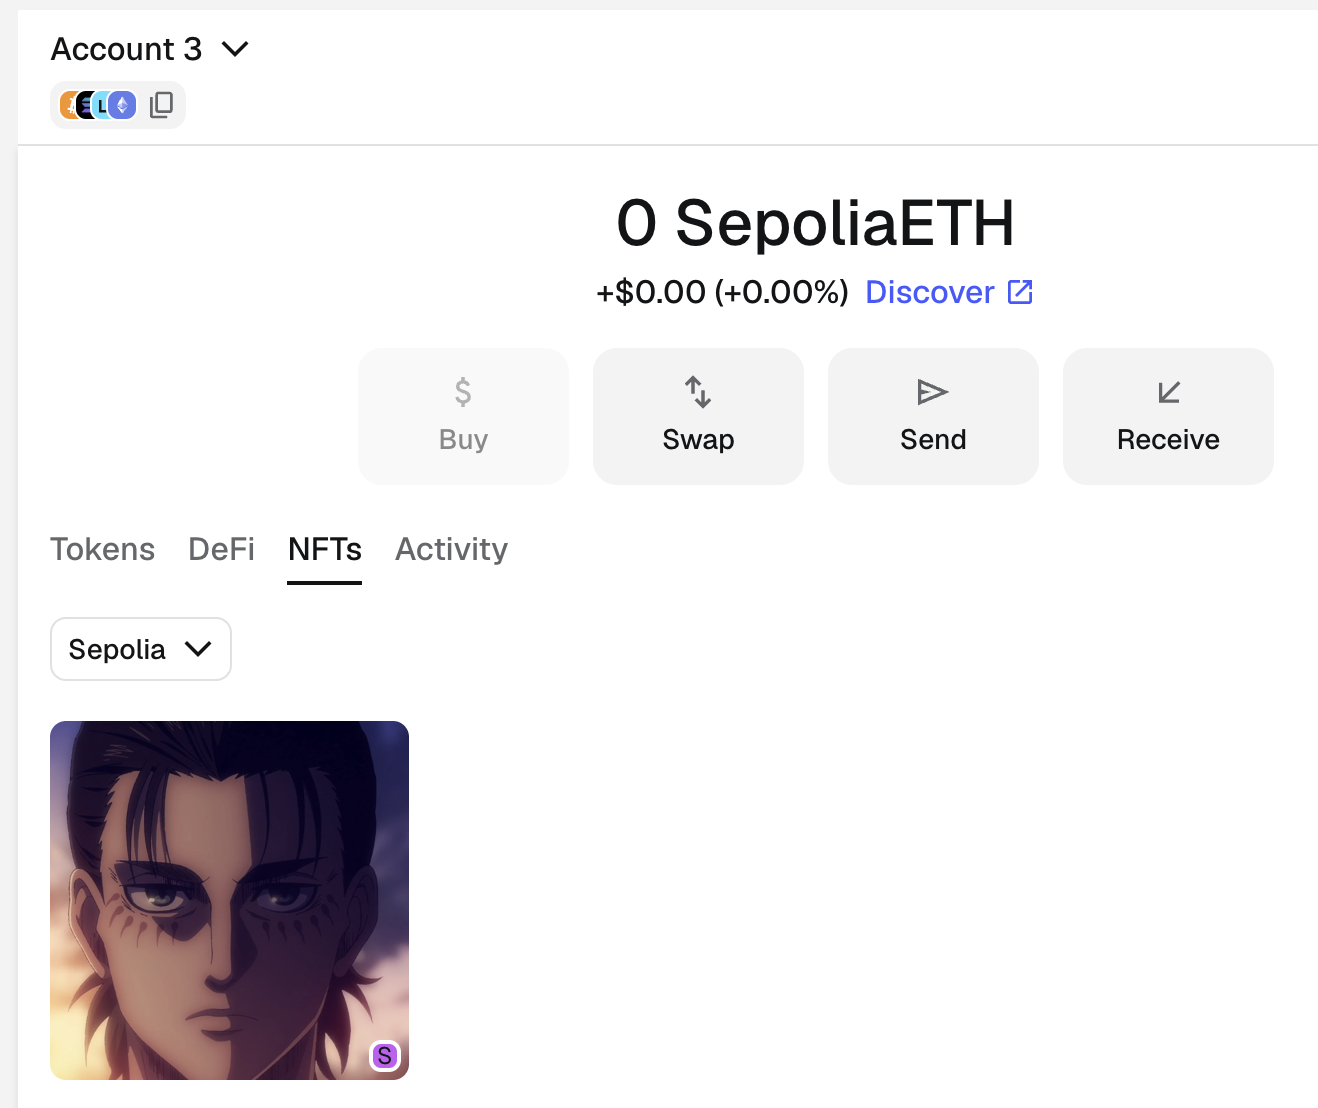 Account 3
L
0 SepoliaETH
+$0.00 (+0.00%) Discover
$
Buy
Swap
Send
Receive
Tokens DeFi NFTs Activity
Sepolia
S